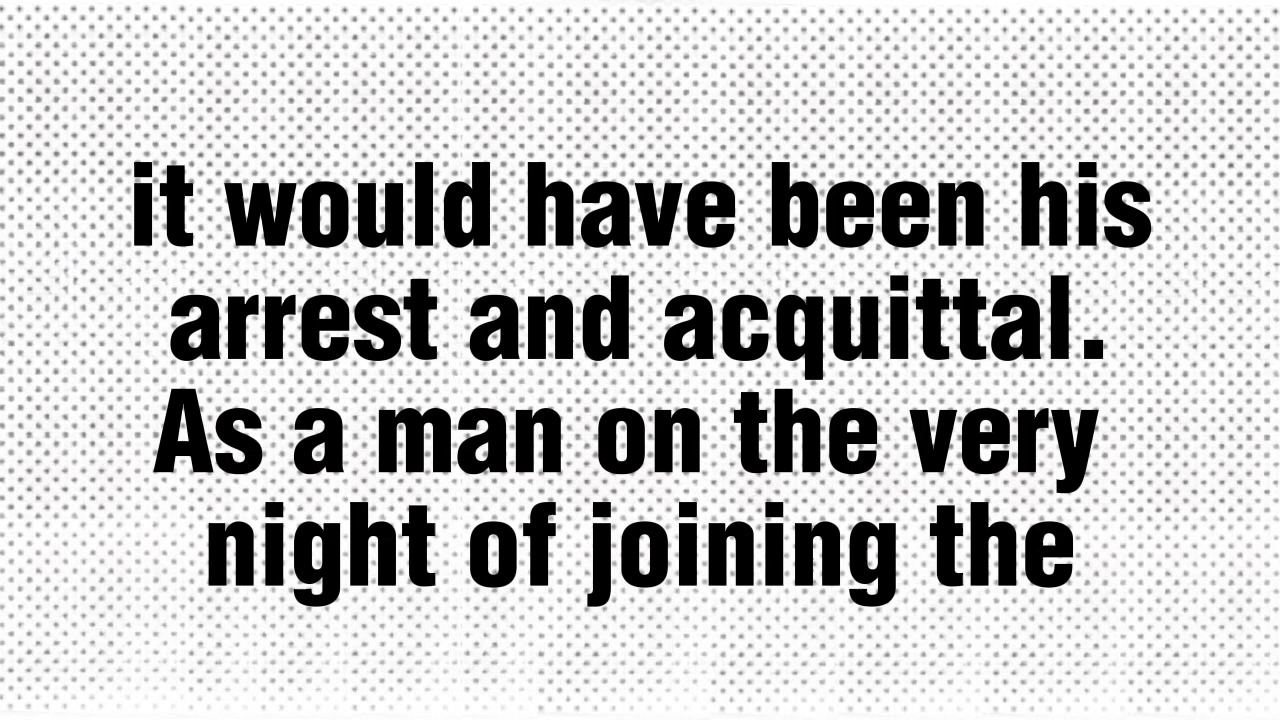 it would have been his
arrest and acquittal.
As a man on the very
night of joining the